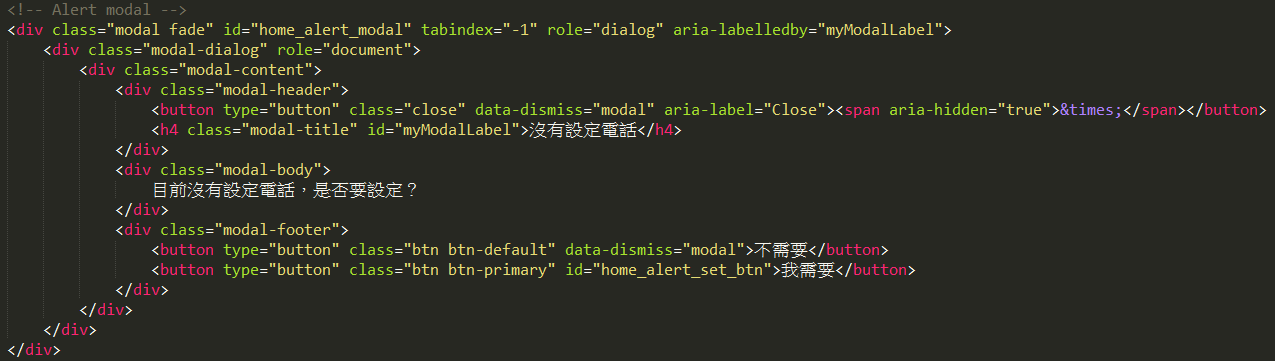 <!-- Alert modal -->
<div class="modal fade" id="home_alert_modal" tabindex="-1" role="dialog" aria-labelledby="myModalLabel">
    <div class="modal-dialog" role="document">
        <div class="modal-content">
            <div class="modal-header">
                <button type="button" class="close" data-dismiss="modal" aria-label="Close"><span aria-hidden="true">&times;</span></button>
                <h4 class="modal-title" id="myModalLabel">沒有設定電話</h4>
            </div>
            <div class="modal-body">
                目前沒有設定電話，是否要設定？
            </div>
            <div class="modal-footer">
                <button type="button" class="btn btn-default" data-dismiss="modal">不需要</button>
                <button type="button" class="btn btn-primary" id="home_alert_set_btn">我需要</button>
            </div>
        </div>
    </div>
</div>